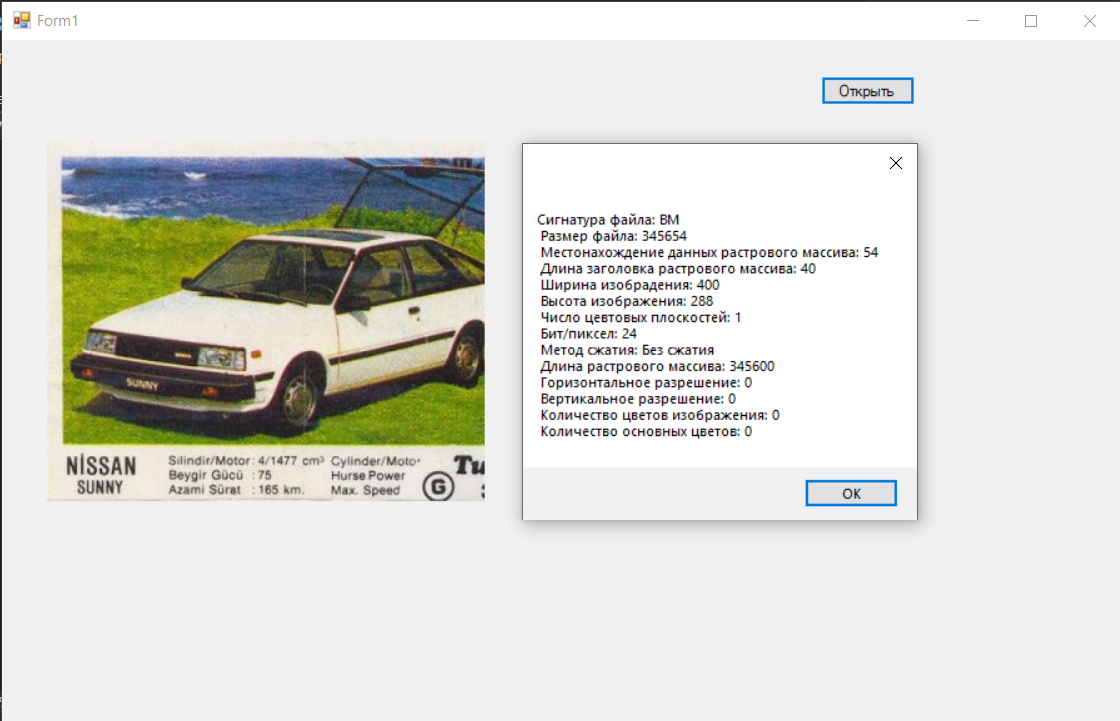 Form1
Открыть
SUNNY
NİSSAN
SUNNY
Silindir/Motor : 4/1477 cm³ Cylinder/Motor
Beygir Gücü : 75 Hurse Power
Azami Sürat : 165 km. Max. Speed
G
Tu
Сигнатура файла: BM
Размер файла: 345654
Местонахождение данных растрового массива: 54
Длина заголовка растрового массива: 40
Ширина изобрадения: 400
Высота изображения: 288
Число цевтовых плоскостей: 1
Бит/пиксел: 24
Метод сжатия: Без сжатия
Длина растрового массива: 345600
Горизонтальное разрешение: 0
Вертикальное разрешение: 0
Количество цветов изображения: 0
Количество основных цветов: 0
OK